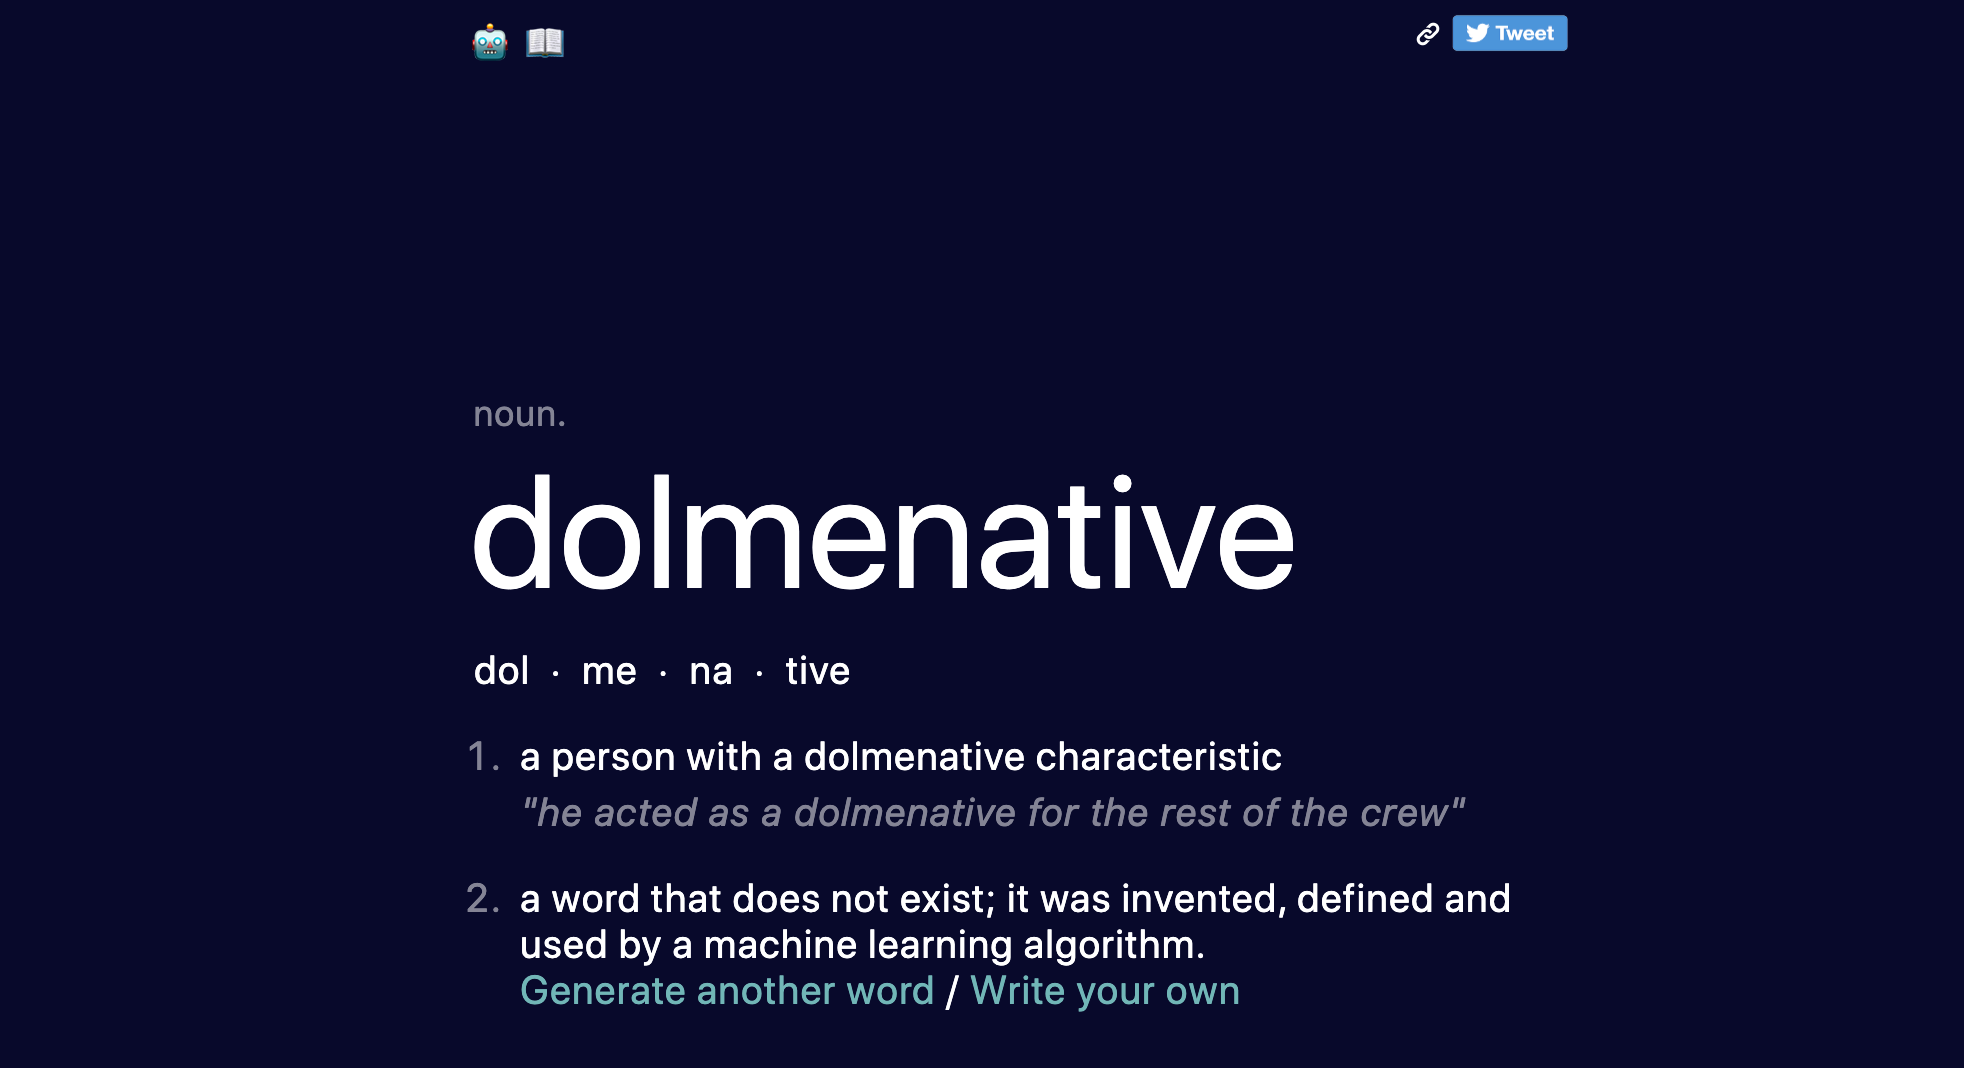 Tweet
noun.
dolmenative
dol · me · na · tive
1. a person with a dolmenative characteristic
"he acted as a dolmenative for the rest of the crew"
2. a word that does not exist; it was invented, defined and
used by a machine learning algorithm.
Generate another word / Write your own